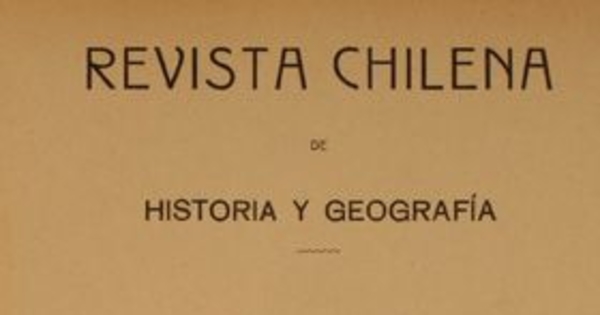 REVISTA CHILENA
DE
HISTORIA Y GEOGRAFÍA